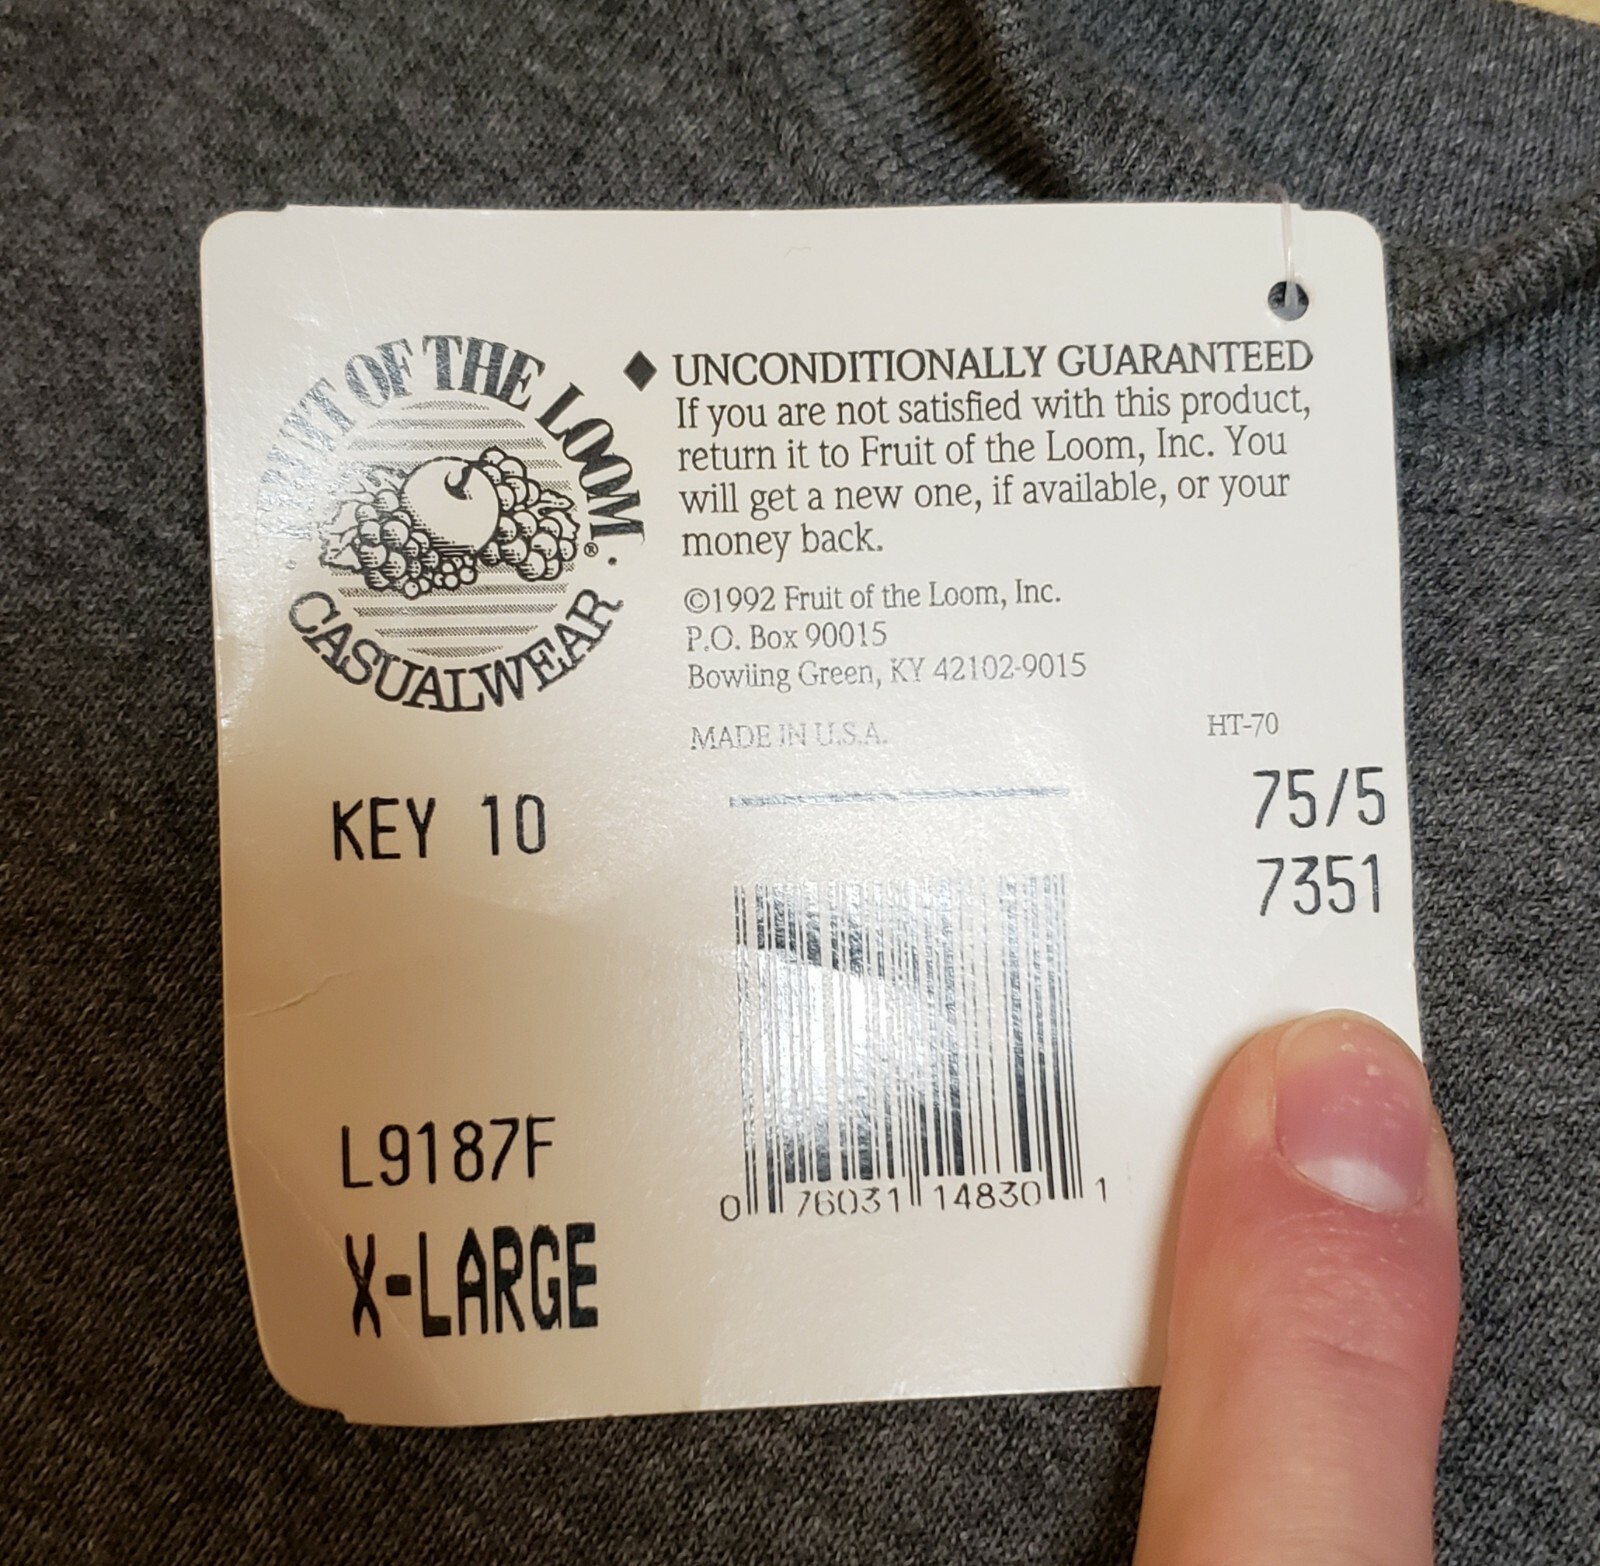 FRUIT OF THE LOOM
®
CASUALWEAR
◆ UNCONDITIONALLY GUARANTEED
If you are not satisfied with this product,
return it to Fruit of the Loom, Inc. You
will get a new one, if available, or your
money back.
©1992 Fruit of the Loom, Inc.
P.O. Box 90015
Bowling Green, KY 42102-9015
MADE IN U.S.A.
HT-70
KEY 10
75/5
7351
L9187F
X-LARGE
0 76031 14830 1